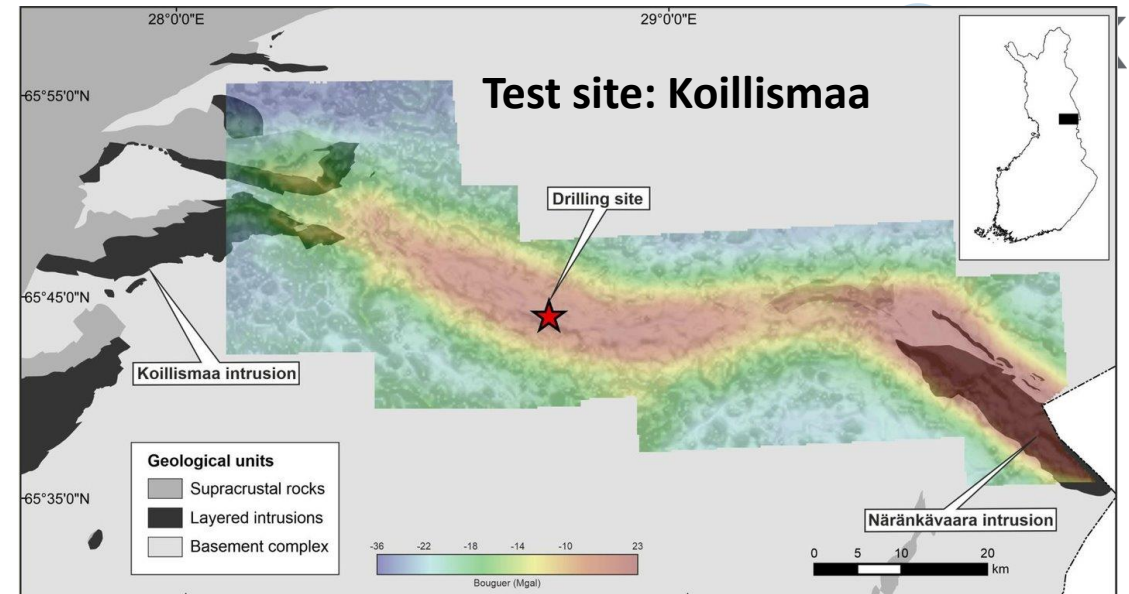 28°0'0"E
29°0'0"E
65°55'0"N
Test site: Koillismaa
Drilling site
65°45'0"N
Koillismaa intrusion
Geological units
Supracrustal rocks
Layered intrusions
Basement complex
65°35'0"N
Näränkävaara intrusion
-36 -22 -18 -14 -10 23
Bouguer (Mgal)
0 5 10 20
km